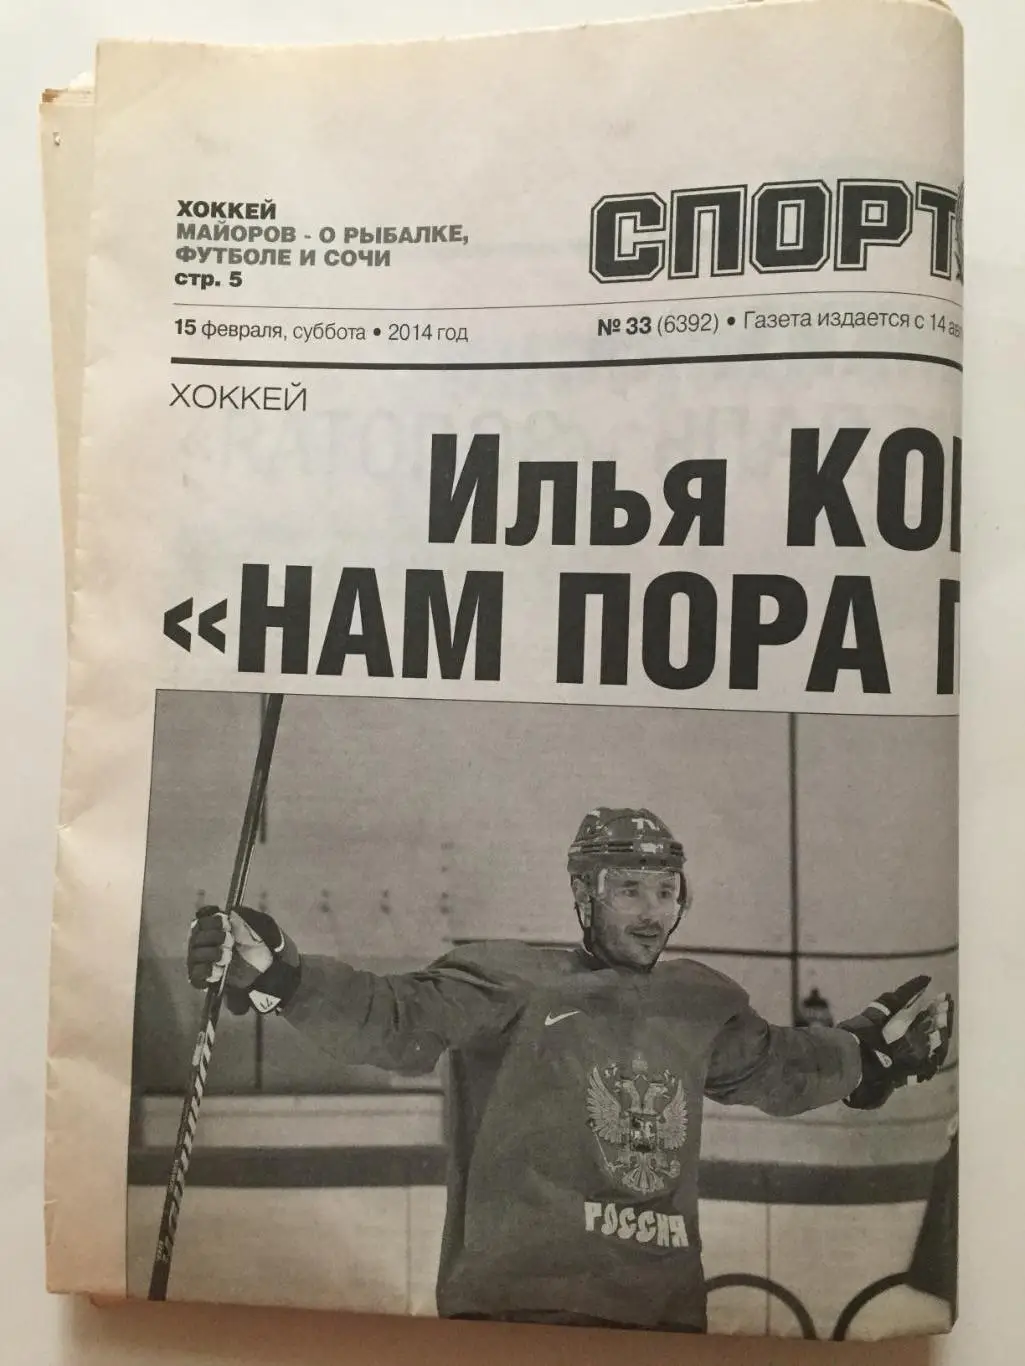 ХОККЕЙ
МАЙОРОВ - О РЫБАЛКЕ,
ФУТБОЛЕ И СОЧИ
стр. 5
СПОРТ
15 февраля, суббота • 2014 год
№ 33 (6392) • Газета издается с 14 ав
ХОККЕЙ
Илья КО
«НАМ ПОРА
РОССИЯ